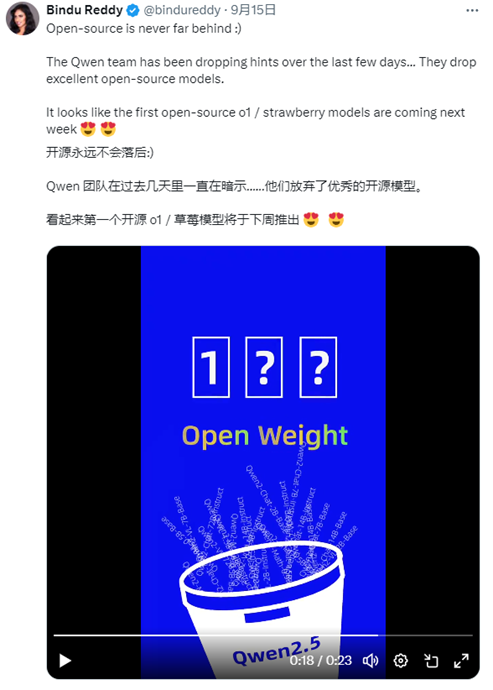 Bindu Reddy @bindureddy · 9月15日
Open-source is never far behind :)
The Qwen team has been dropping hints over the last few days... They drop
excellent open-source models.
It looks like the first open-source o1 / strawberry models are coming next
week 😍 😍
开源永远不会落后:)
Qwen 团队在过去几天里一直在暗示......他们放弃了优秀的开源模型。
看起来第一个开源 o1 / 草莓模型将于下周推出 😍 😍
1 ? ?
Open Weight
Qwen2.5
0:18 / 0:23